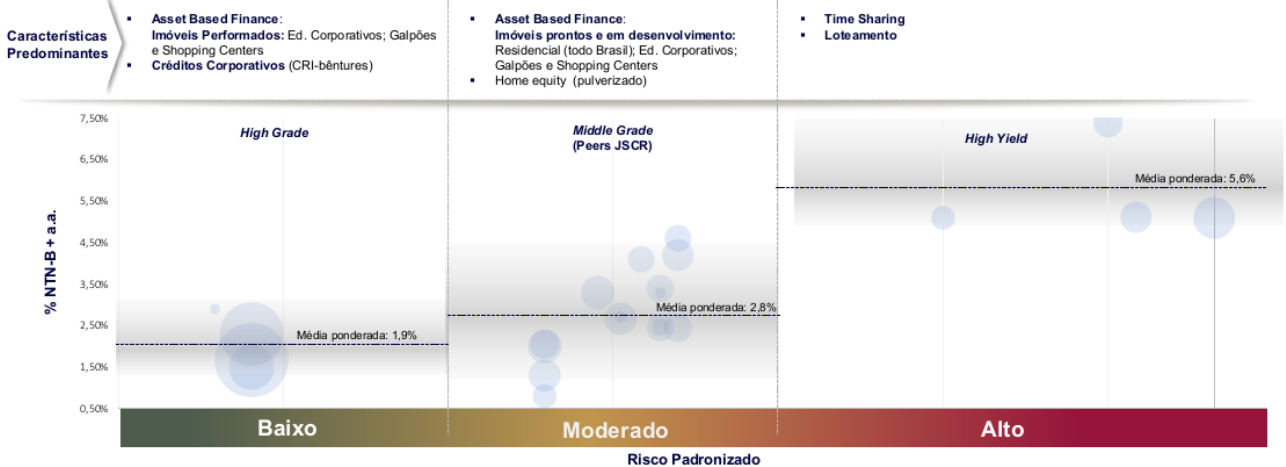 Características
Predominantes
▪ Asset Based Finance:
Imóveis Performados: Ed. Corporativos; Galpões
e Shopping Centers
▪ Créditos Corporativos (CRI-bêntures)
▪ Asset Based Finance:
Imóveis prontos e em desenvolvimento:
Residencial (todo Brasil); Ed. Corporativos;
Galpões e Shopping Centers
▪ Home equity (pulverizado)
▪ Time Sharing
▪ Loteamento
% NTN-B + a.a.
7,50%
6,50%
5,50%
4,50%
3,50%
2,50%
1,50%
0,50%
High Grade
Média ponderada: 1,9%
Middle Grade
(Peers JSCR)
Média ponderada: 2,8%
High Yield
Média ponderada: 5,6%
Baixo
Moderado
Alto
Risco Padronizado